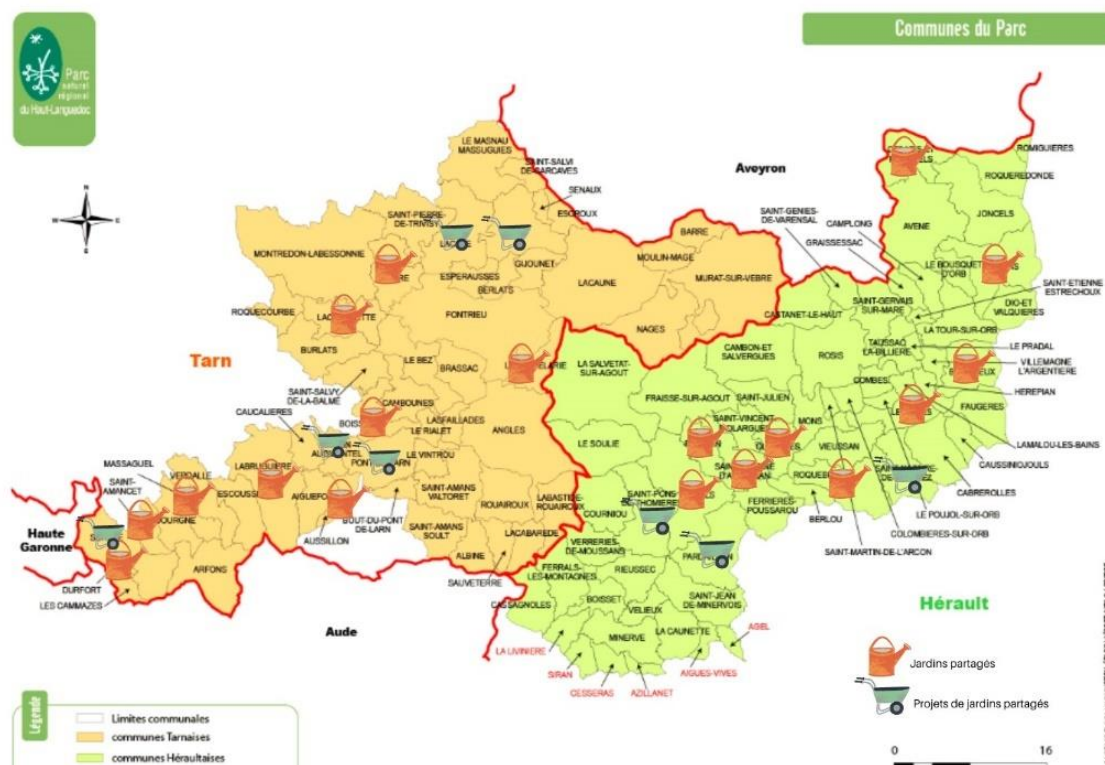 Parc
naturel
régional
du Haut-Languedoc
Communes du Parc
N
E
S
Aveyron
Tarn
Haute
Garonne
Aude
Hérault
LE MASNAU
MASSUGUIES
SAINT-SALVI
DE-CARCAVES
SENAUX
ESCROUX
SAINT-PIERRE-
DE-TRIVISY
MONTREDON-LABESSONNIE
GIJOUNET
ESPERAUSSES
BERLATS
BARRE
MOULIN-MAGE
MURAT-SUR-VEBRE
LACAUNE
NAGES
ROQUECOURBE
FONTRIEU
BURLATS
LE BEZ
BRASSAC
SAINT-SALVY
DE-LA-BALME
CAMBOUNES
LASFAILLADES
LE RIALET
ANGLES
CAUCALIERES
LE VINTROU
MASSAGUEL
SAINT-
AMANCET
VERDALLE
LABRUGUIERE
ESCOUSSE
SAINT-AMANS
VALTORET
ROUAIROUX
LABASTIDE-
ROUAIROUX
BOUT-DU-PONT
DE-LARN
AUSSILLON
SAINT-AMANS
SOULT
LACABAREDE
ALBINE
SAUVETERRE
ARFONS
DURFORT
LES CAMMAZES
ROMIGUIERES
ROQUEREDONDE
JONCELS
AVENE
SAINT-GENIES-
DE-VARENSAL
CAMPLONG
GRAISSESSAC
LE BOUSQUET
D'ORB
SAINT-ETIENNE
ESTRECHOUX
SAINT-GERVAIS
SUR-MARE
DIO-ET
VALQUIERES
CASTANET-LE-HAUT
LA TOUR-SUR-ORB
TAUSSAC
LA-BILLIERE
LE PRADAL
VILLEMAGNE
L'ARGENTIERE
HEREPIAN
CAMBON-ET
SALVERGUES
ROSIS
COMBES
LA SALVETAT-
SUR-AGOUT
FRAISSE-SUR-AGOUT
SAINT-JULIEN
FAUGERES
SAINT-VINCENT
MONS
LAMALOU-LES-BAINS
LE SOULIE
VIEUSSAN
CAUSSINIOJOULS
CABREROLLES
LE POUJOL-SUR-ORB
COLOMBIERES-SUR-ORB
BERLOU
SAINT-MARTIN-DE-L'ARCON
FERRIERES-
POUSSAROU
SAINT-PONS-
COURNIOU
VERRERIES-
DE-MOUSSANS
FERRALS-
LES-MONTAGNES
RIEUSSEC
BOISSET
SAINT-JEAN
DE-MINERVOIS
CASSAGNOLES
VELIEUX
LA CAUNETTE
MINERVE
AGEL
LA LIVINIERE
SIRAN
CESSERAS
AZILLANET
AIGUES-VIVES
Jardins partagés
Projets de jardins partagés
Légende
Limites communales
communes Tarnaises
communes Héraultaises
0 16